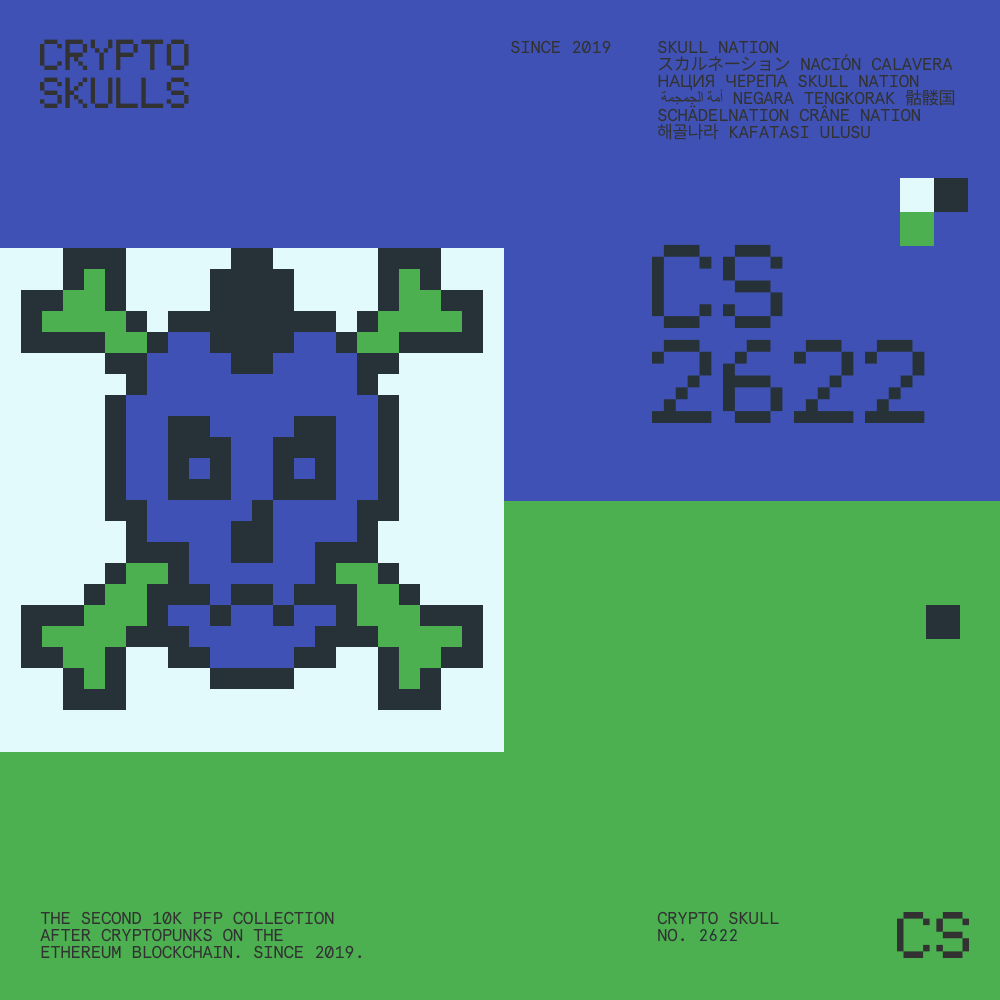 CRYPTO
SKULLS
SINCE 2019
SKULL NATION
スカルネーション NACIÓN CALAVERA
НАЦИЯ ЧЕРЕПА SKULL NATION
أمة الجمجمة NEGARA TENGKORAK 骷髅国
SCHÄDELNATION CRÂNE NATION
해골나라 KAFATASI ULUSU
CS
2622
THE SECOND 10K PFP COLLECTION
AFTER CRYPTOPUNKS ON THE
ETHEREUM BLOCKCHAIN. SINCE 2019.
CRYPTO SKULL
NO. 2622
CS